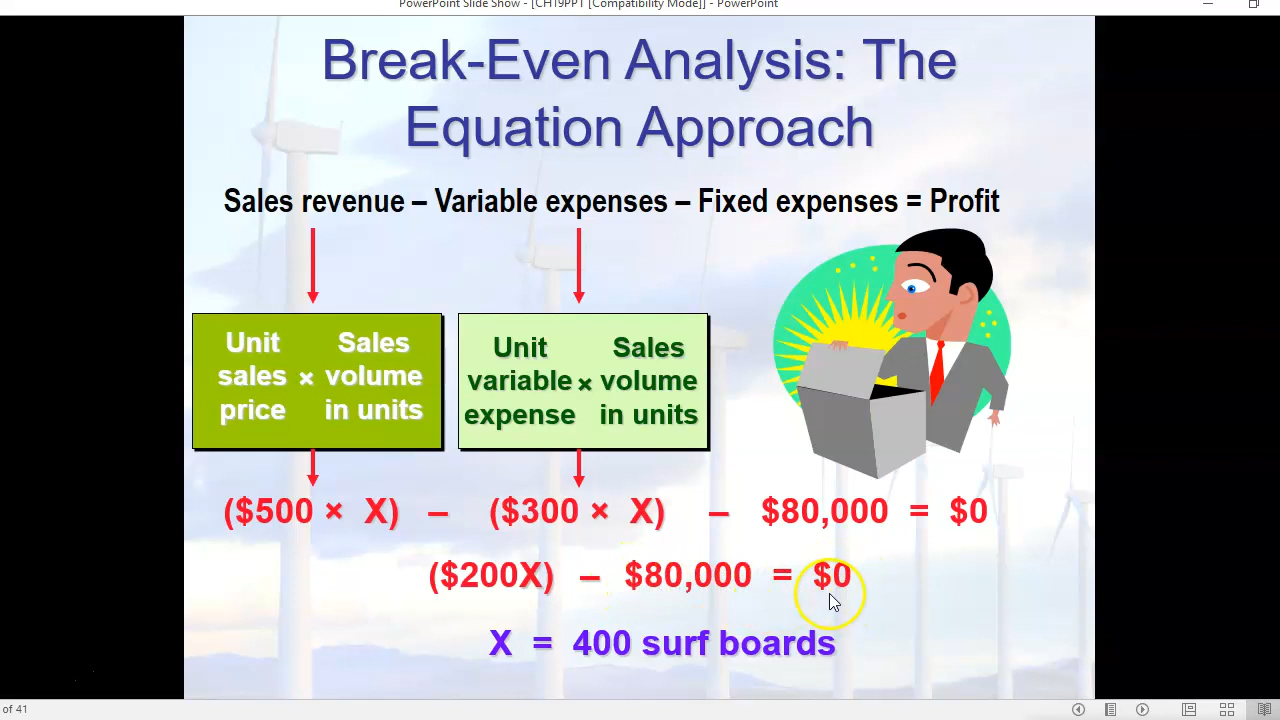 PowerPoint Slide Show - [CH19PPT [Compatibility Mode]] - PowerPoint
Break-Even Analysis: The
Equation Approach
Sales revenue – Variable expenses – Fixed expenses = Profit
Unit sales price × Sales volume in units
Unit variable expense × Sales volume in units
($500 × X) – ($300 × X) – $80,000 = $0
($200X) – $80,000 = $0
X = 400 surf boards
of 41